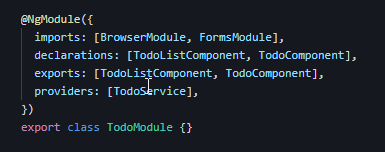 @NgModule({
  imports: [BrowserModule, FormsModule],
  declarations: [TodoListComponent, TodoComponent],
  exports: [TodoListComponent, TodoComponent],
  providers: [TodoService],
})
export class TodoModule {}